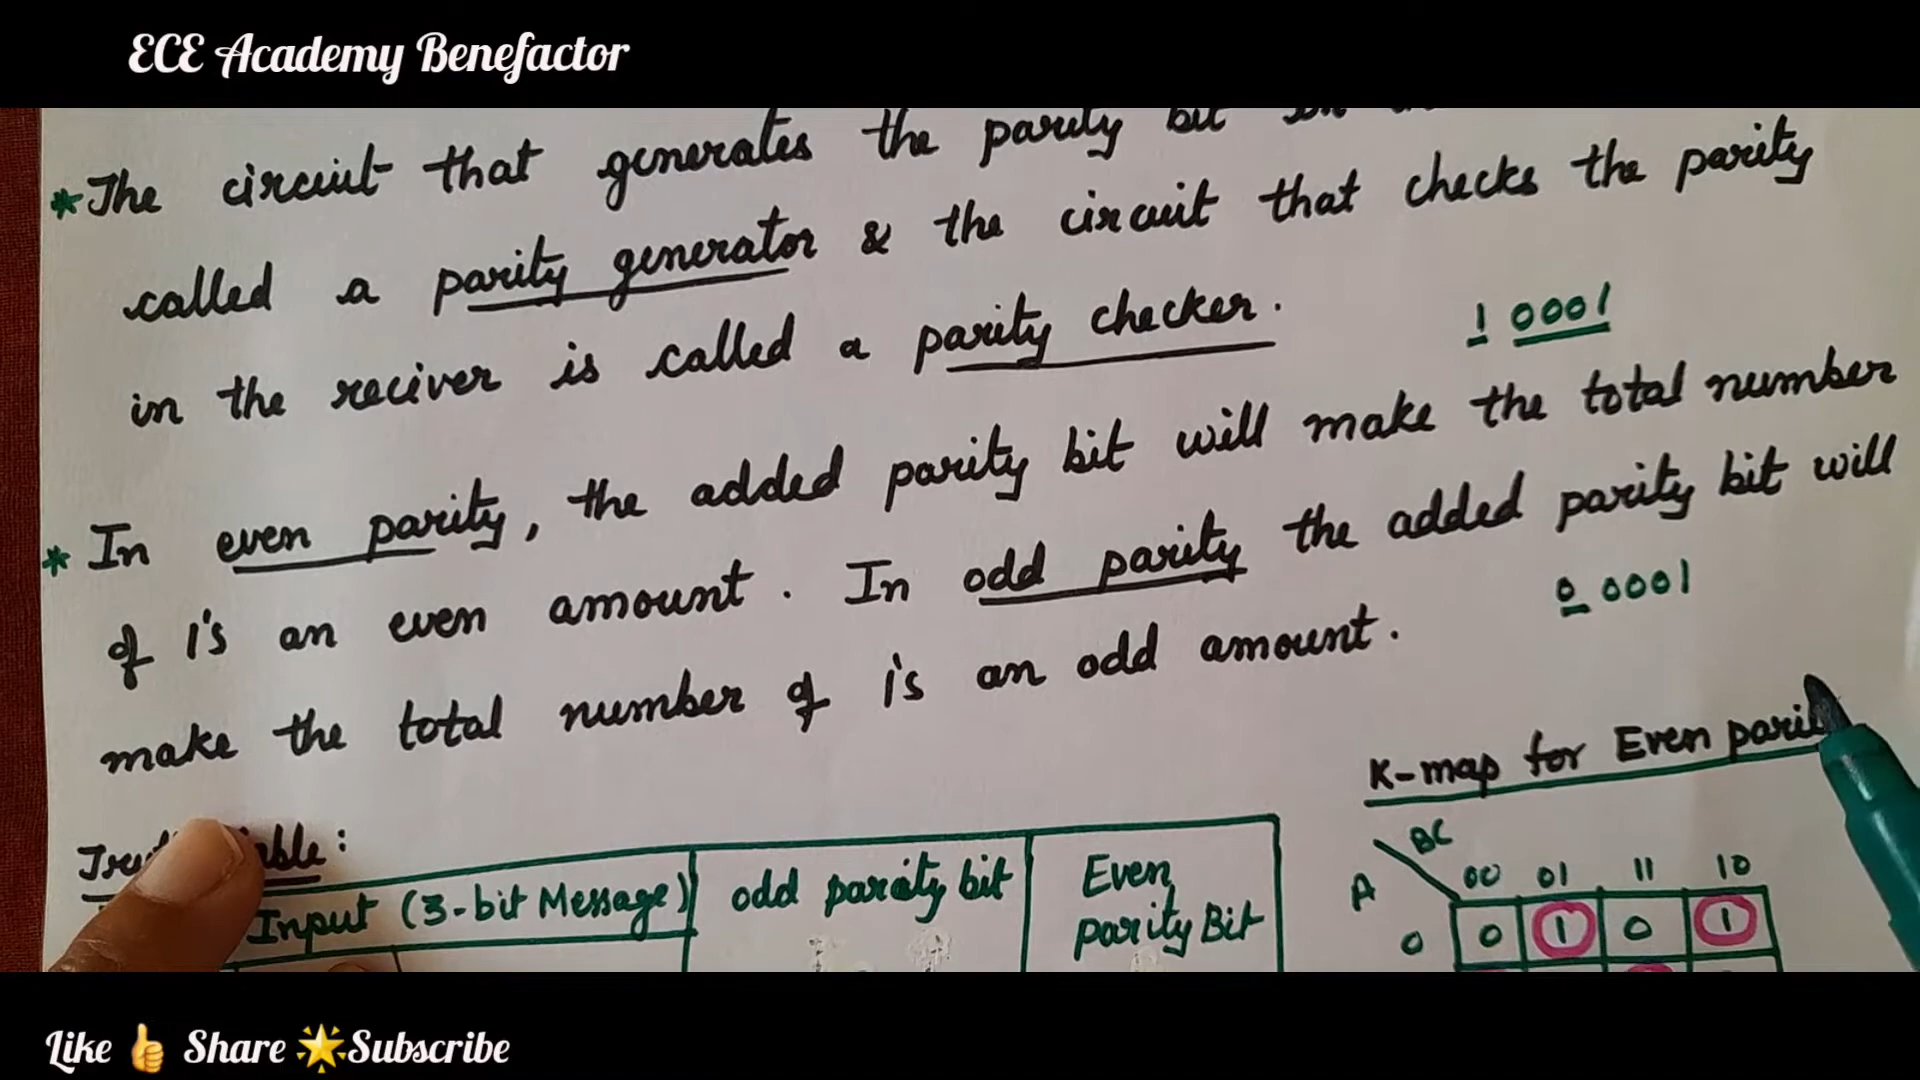 ECE Academy Benefactor
*The circuit that generates the parity bit in
called a parity generator & the circuit that checks the parity
in the reciver is called a parity checker.
1 0001
* In even parity, the added parity bit will make the total number
of 1's an even amount. In odd parity the added parity bit will
make the total number of 1's an odd amount.
0 0001
K-map for Even
Input (3-bit Message)
odd parity bit
Even
parity Bit
BC
A
00 01 11 10
0 0 1 0 1
Like 👍 Share 🌟Subscribe